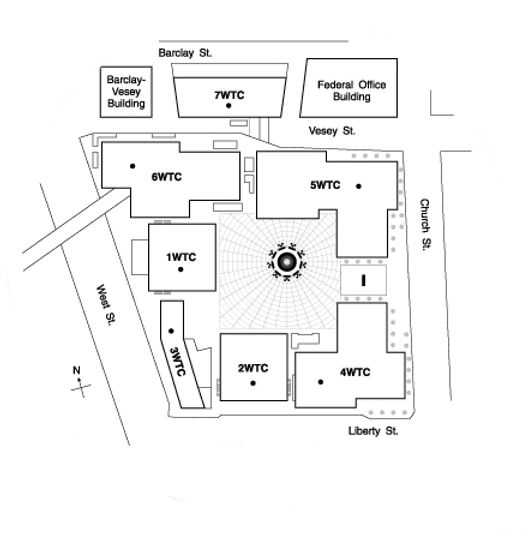 Barclay St.
Barclay-
Vesey
Building
7WTC
Federal Office
Building
Vesey St.
6WTC
5WTC
Church St.
1WTC
West St.
3WTC
N
2WTC
4WTC
Liberty St.